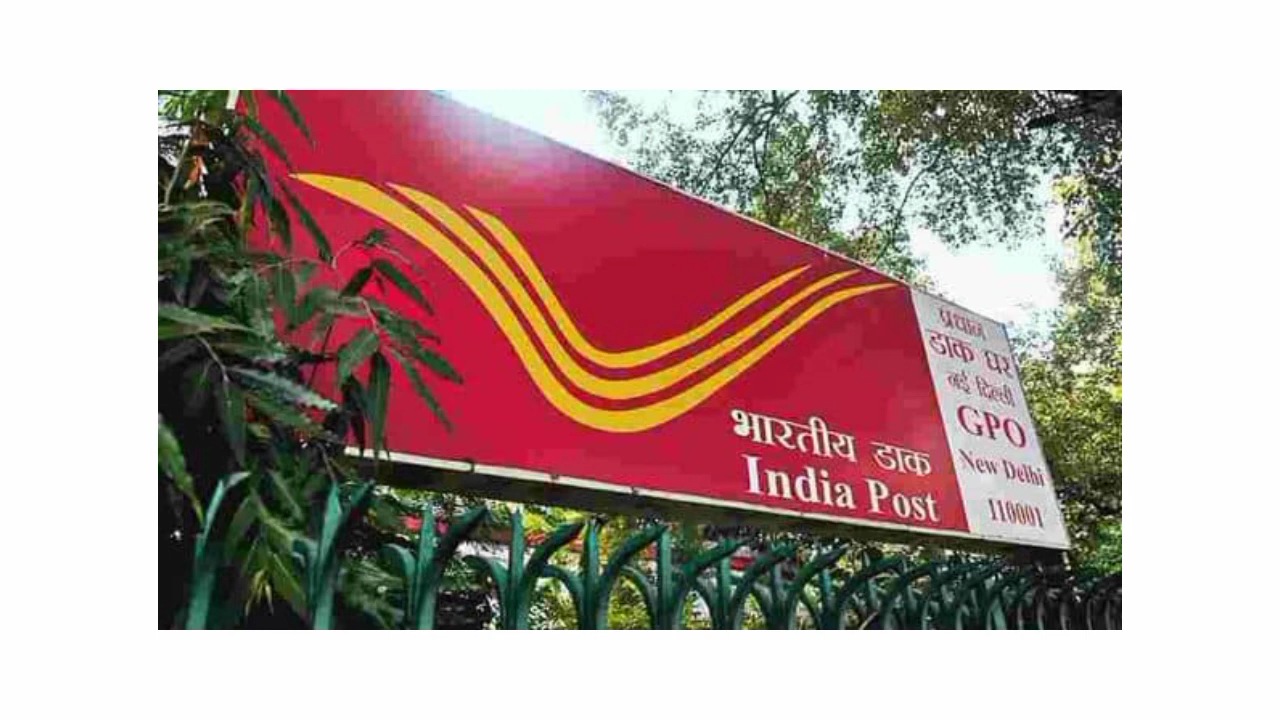 भारतीय डाक
India Post
प्रधान
डाक घर
नई दिल्ली
GPO
New Delhi
110001